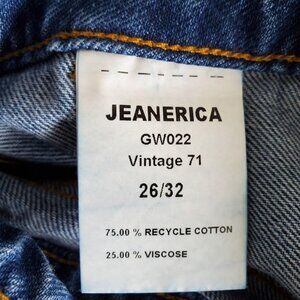 JEANERICA
GW022
Vintage 71
26/32
75.00 % RECYCLE COTTON
25.00 % VISCOSE